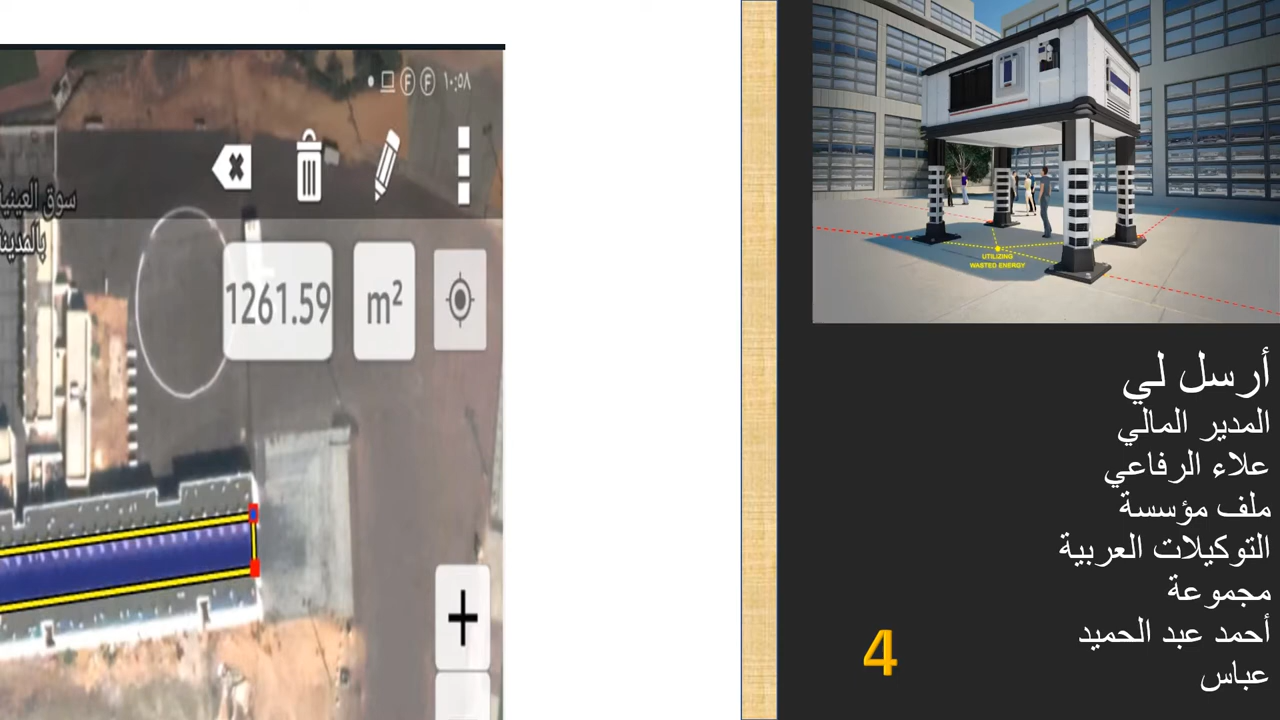 ١٠:٥٨
سوق العينية
بالمدينة
1261.59
m²
UTILIZING
WASTED ENERGY
أرسل لي
المدير المالي
علاء الرفاعي
ملف مؤسسة
التوكيلات العربية
مجموعة
أحمد عبد الحميد
عباس
4